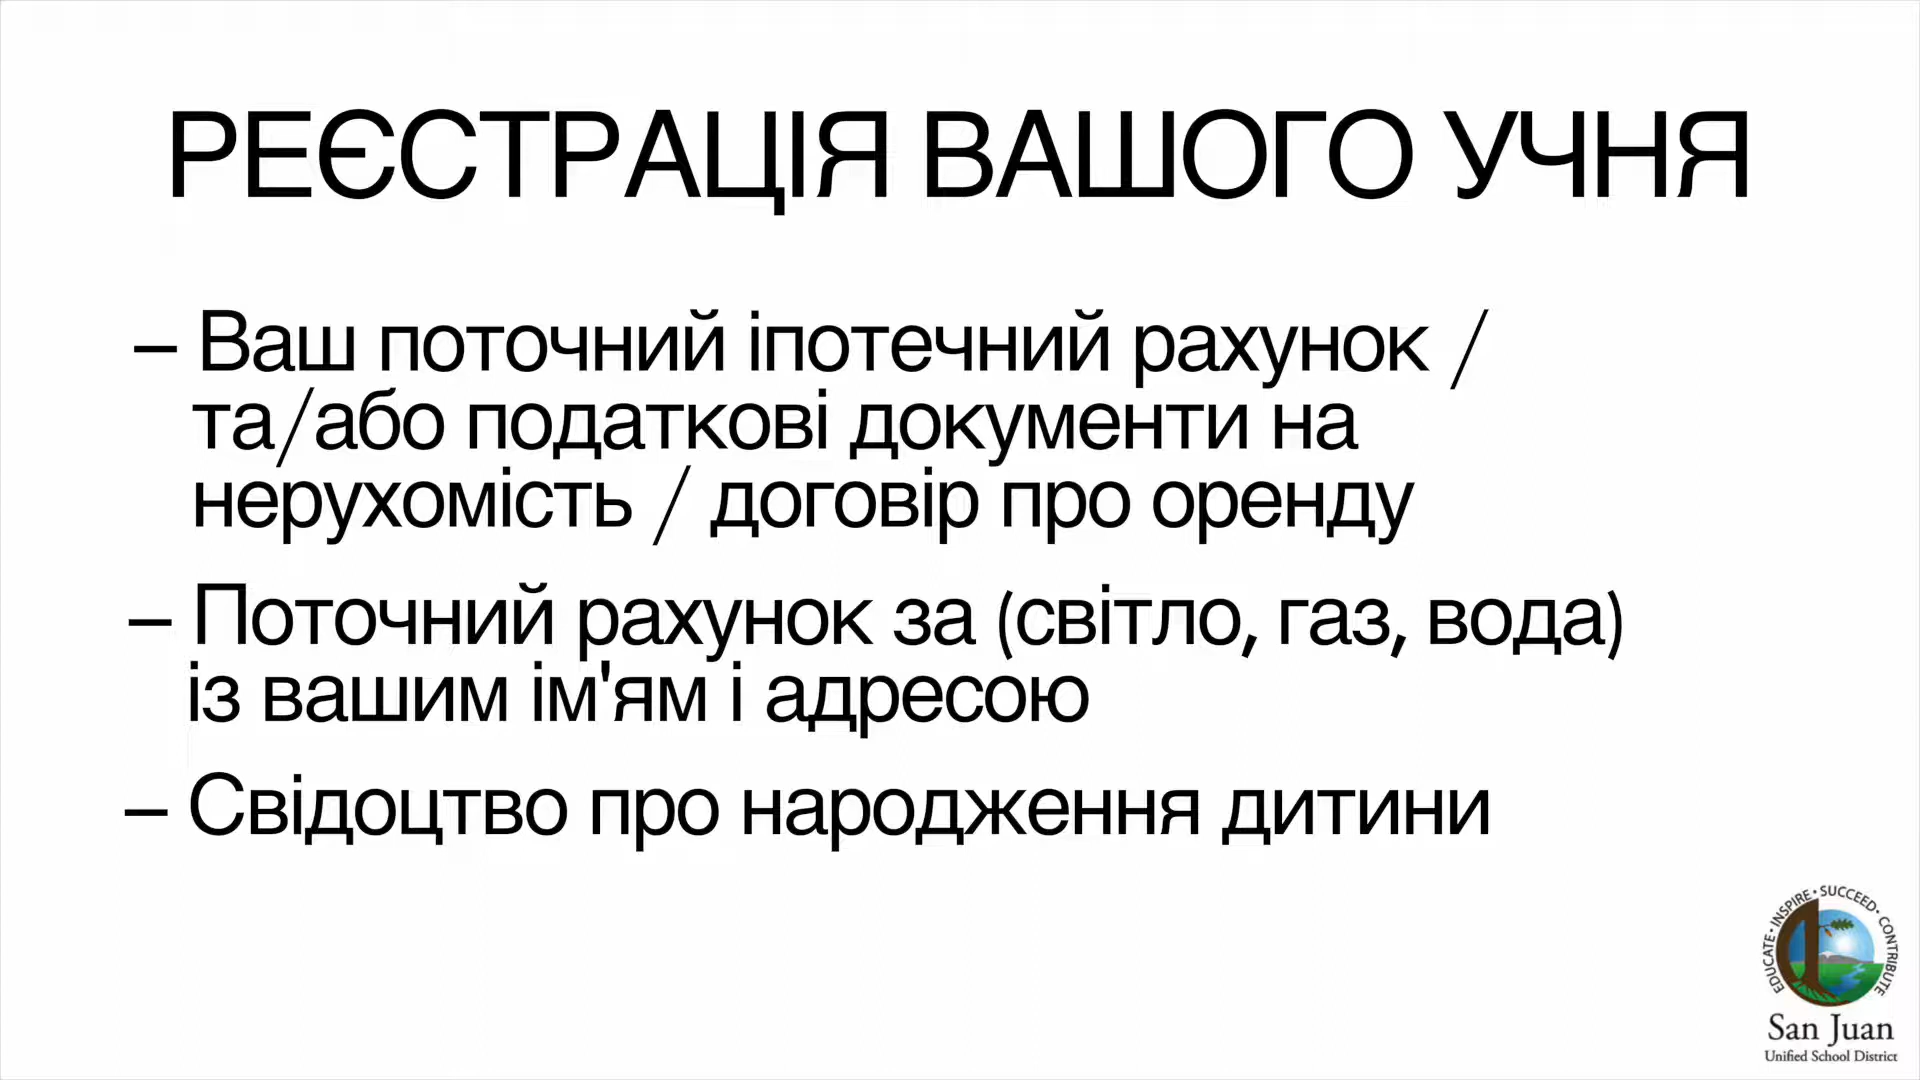 РЕЄСТРАЦІЯ ВАШОГО УЧНЯ
– Ваш поточний іпотечний рахунок /
та/або податкові документи на
нерухомість / договір про оренду
– Поточний рахунок за (світло, газ, вода)
із вашим ім'ям і адресою
– Свідоцтво про народження дитини
EDUCATE • INSPIRE • SUCCEED • CONTRIBUTE
San Juan
Unified School District